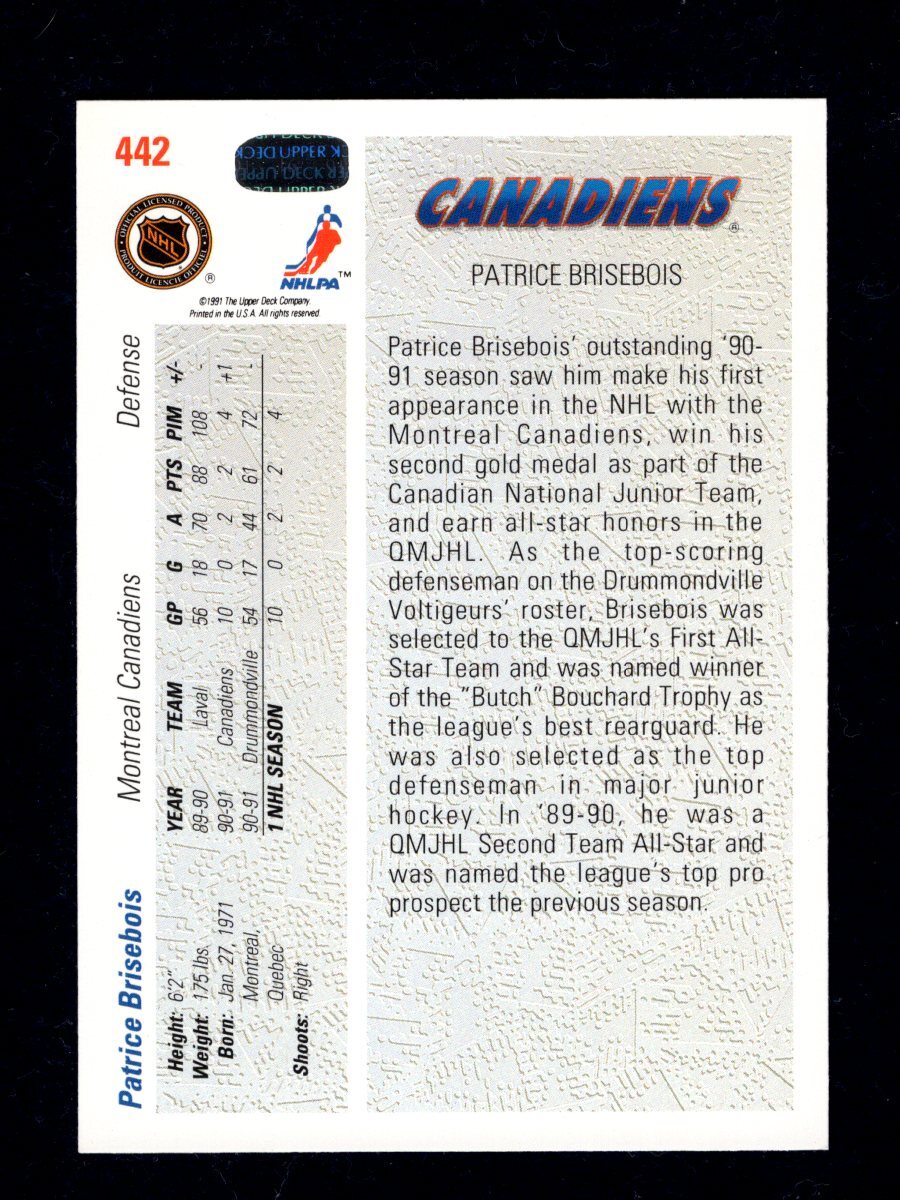 442
UPPER DECK
OFFICIAL LICENSED PRODUCT
NHL
PRODUIT LICENCIÉ OFFICIEL
®
NHLPA™
©1991 The Upper Deck Company.
Printed in the U.S.A. All rights reserved.
CANADIENS®
PATRICE BRISEBOIS
Patrice Brisebois' outstanding '90-
91 season saw him make his first
appearance in the NHL with the
Montreal Canadiens, win his
second gold medal as part of the
Canadian National Junior Team,
and earn all-star honors in the
QMJHL. As the top-scoring
defenseman on the Drummondville
Voltigeurs' roster, Brisebois was
selected to the QMJHL's First All-
Star Team and was named winner
of the "Butch" Bouchard Trophy as
the league's best rearguard. He
was also selected as the top
defenseman in major junior
hockey. In '89-90, he was a
QMJHL Second Team All-Star and
was named the league's top pro
prospect the previous season.
Patrice Brisebois Montreal Canadiens Defense
Height: 6'2"
Weight: 175 lbs.
Born: Jan. 27, 1971
Montreal,
Quebec
Shoots: Right
YEAR TEAM GP G A PTS PIM +/-
89-90 Laval 56 18 70 88 108 -
90-91 Canadiens 10 0 2 2 4 +1
90-91 Drummondville 54 17 44 61 72 -
1 NHL SEASON 10 0 2 2 4